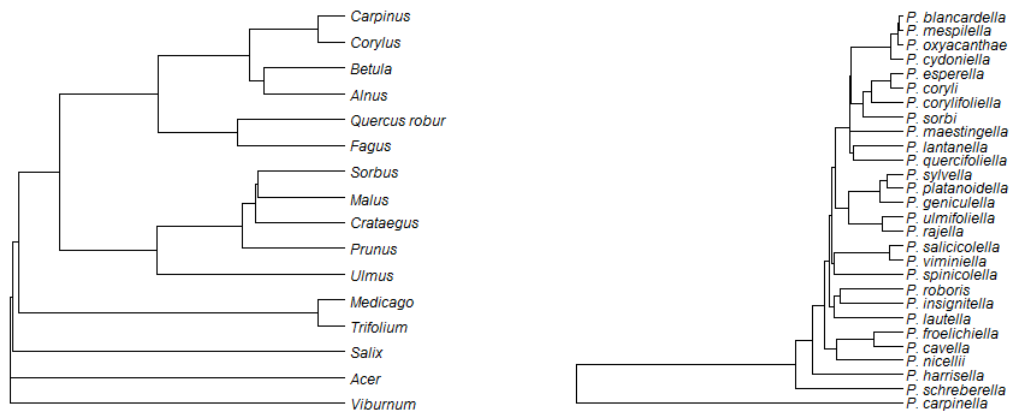 Carpinus
Corylus
Betula
Alnus
Quercus robur
Fagus
Sorbus
Malus
Crataegus
Prunus
Ulmus
Medicago
Trifolium
Salix
Acer
Viburnum
P. blancardella
P. mespilella
P. oxyacanthae
P. cydoniella
P. esperella
P. coryli
P. corylifoliella
P. sorbi
P. maestingella
P. lantanella
P. quercifoliella
P. sylvella
P. platanoidella
P. geniculella
P. ulmifoliella
P. rajella
P. salicicolella
P. viminiella
P. spinicolella
P. roboris
P. insignitella
P. lautella
P. froelichiella
P. cavella
P. nicellii
P. harrisella
P. schreberella
P. carpinella